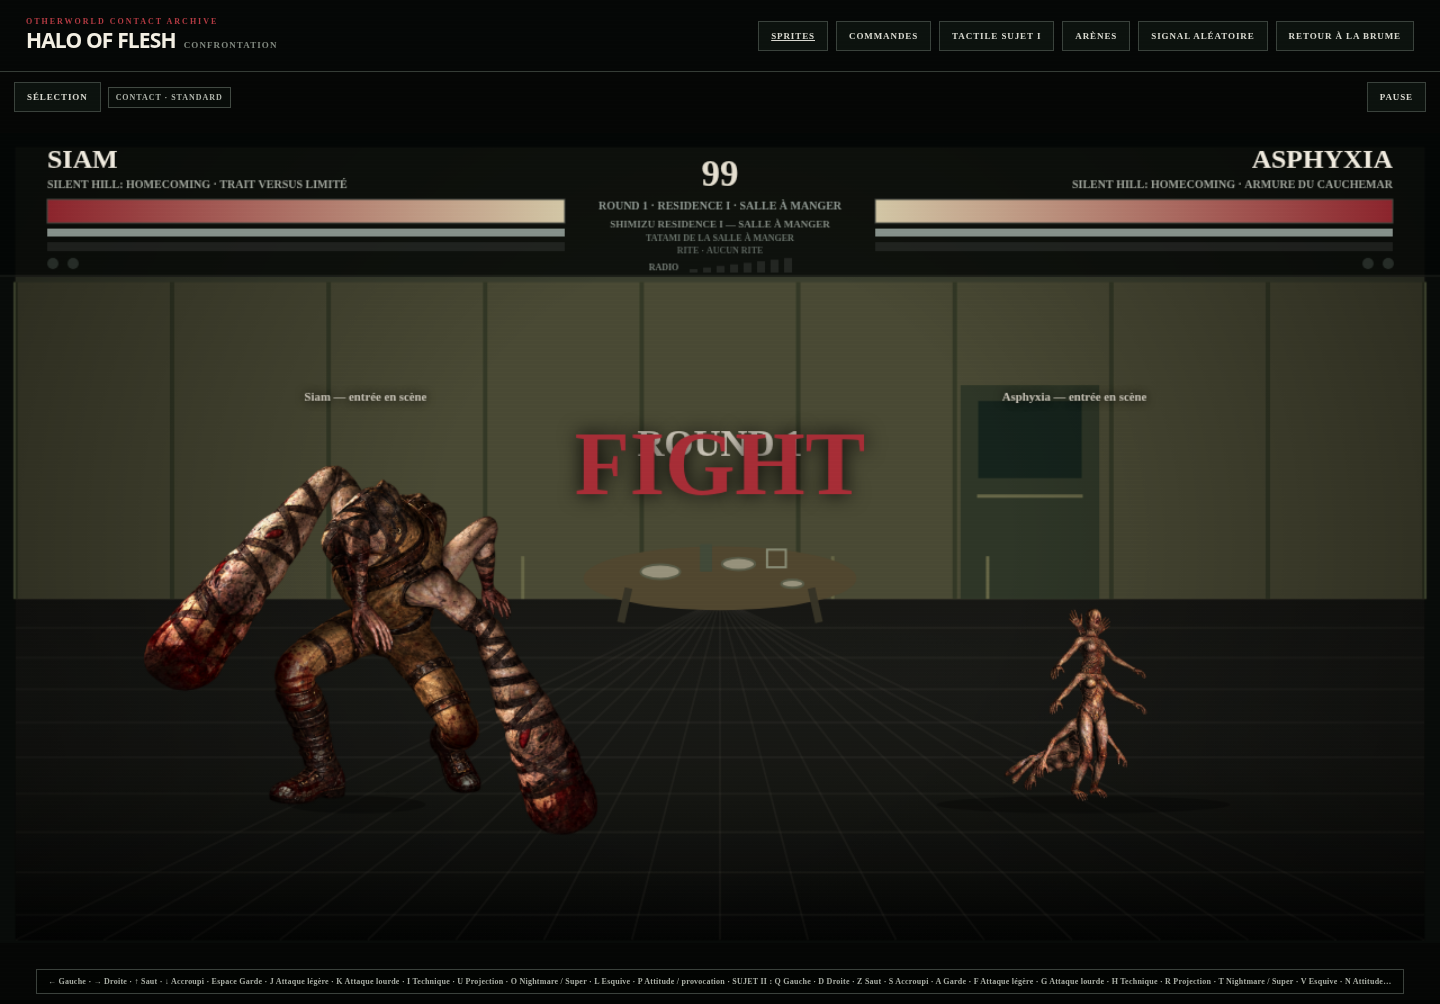 OTHERWORLD CONTACT ARCHIVE
HALO OF FLESH CONFRONTATION
SPRITES
COMMANDES
TACTILE SUJET I
ARÈNES
SIGNAL ALÉATOIRE
RETOUR À LA BRUME
SÉLECTION
CONTACT · STANDARD
PAUSE
SIAM
SILENT HILL: HOMECOMING · TRAIT VERSUS LIMITÉ
99
ROUND 1 · RESIDENCE I · SALLE À MANGER
SHIMIZU RESIDENCE I — SALLE À MANGER
TATAMI DE LA SALLE À MANGER
RITE · AUCUN RITE
RADIO
ASPHYXIA
SILENT HILL: HOMECOMING · ARMURE DU CAUCHEMAR
Siam — entrée en scène
Asphyxia — entrée en scène
ROUND 1
FIGHT
← Gauche · → Droite · ↑ Saut · ↓ Accroupi · Espace Garde · J Attaque légère · K Attaque lourde · I Technique · U Projection · O Nightmare / Super · L Esquive · P Attitude / provocation · SUJET II : Q Gauche · D Droite · Z Saut · S Accroupi · A Garde · F Attaque légère · G Attaque lourde · H Technique · R Projection · T Nightmare / Super · V Esquive · N Attitude…